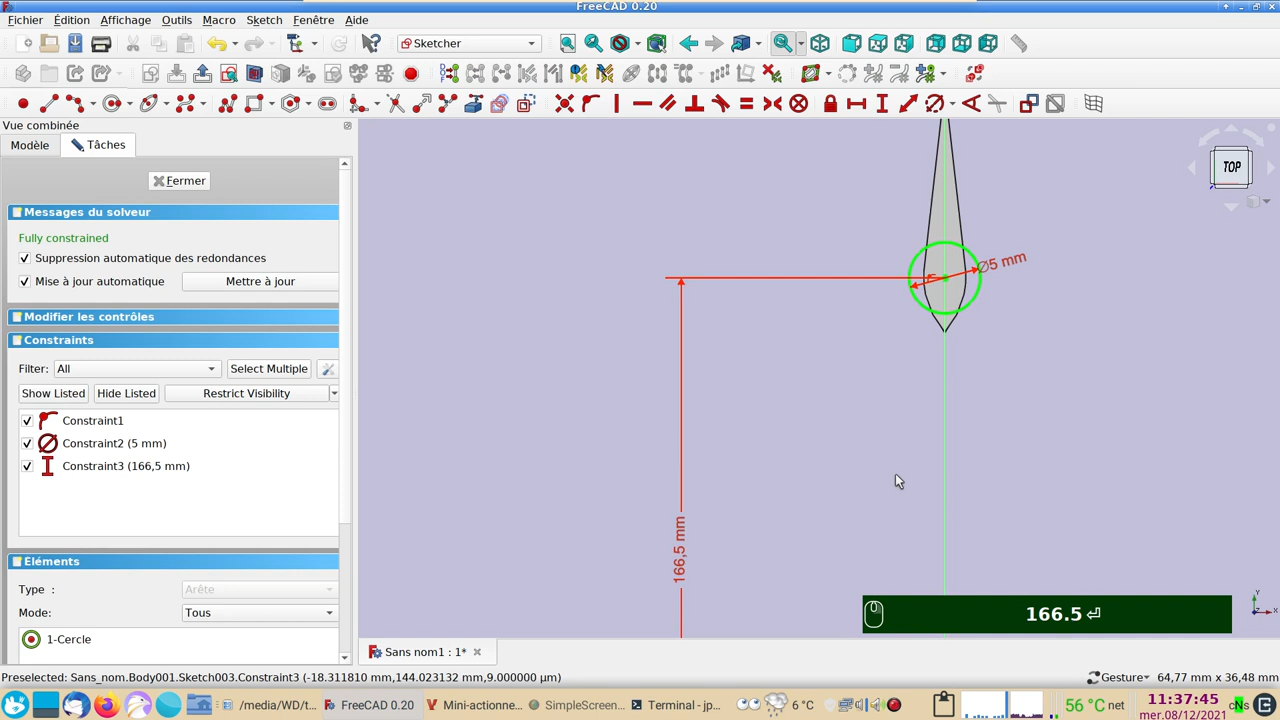 FreeCAD 0.20
Fichier Édition Affichage Outils Macro Sketch Fenêtre Aide
Sketcher
Vue combinée
Modèle Tâches
Fermer
Messages du solveur
Fully constrained
Suppression automatique des redondances
Mise à jour automatique Mettre à jour
Modifier les contrôles
Constraints
Filter: All Select Multiple
Show Listed Hide Listed Restrict Visibility
Constraint1
Constraint2 (5 mm)
Constraint3 (166,5 mm)
Eléments
Type : Arête
Mode: Tous
1-Cercle
∅5 mm
166,5 mm
TOP
Y
X
166.5 ⏎
Sans nom1 : 1*
Preselected: Sans_nom.Body001.Sketch003.Constraint3 (-18.311810 mm,144.023132 mm,9.000000 µm)
Gesture 64,77 mm x 36,48 mm
/media/WD/t... FreeCAD 0.20 Mini-actionne... SimpleScreen... Terminal - jp... 6 °C 56 °C net 11:37:45
mer.08/12/2021
cNs